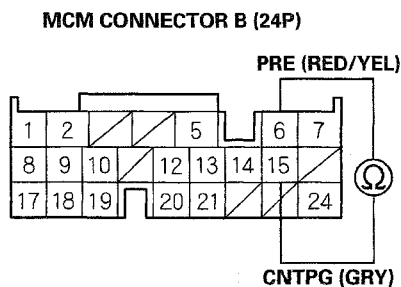 MCM CONNECTOR B (24P)
PRE (RED/YEL)
1 2 5 6 7
8 9 10 12 13 14 15
Ω
17 18 19 20 21 24
CNTPG (GRY)